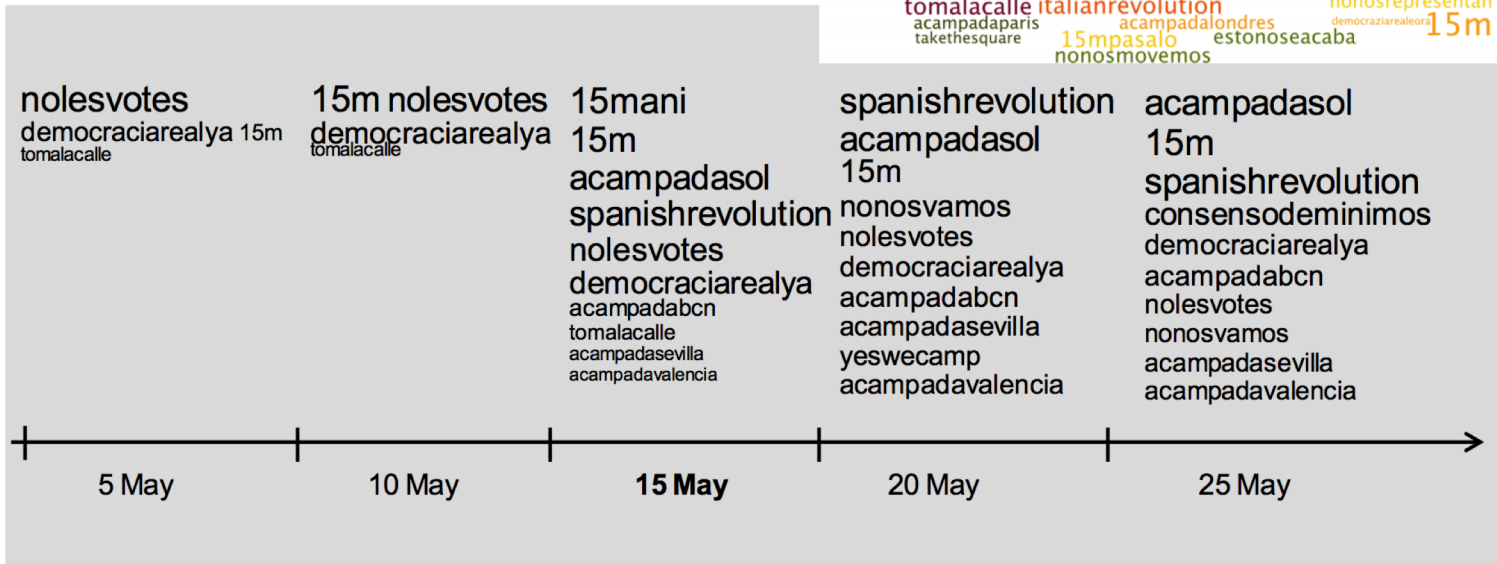 tomalacalle italianrevolution nonosrepresentan
acampadaparis acampadalondres democraziarealeora 15m
takethesquare 15mpasalo estonoseacaba
nonosmovemos
nolesvotes
democraciarealya 15m
tomalacalle
15m nolesvotes
democraciarealya
tomalacalle
15mani
15m
acampadasol
spanishrevolution
nolesvotes
democraciarealya
acampadabcn
tomalacalle
acampadasevilla
acampadavalencia
spanishrevolution
acampadasol
15m
nonosvamos
nolesvotes
democraciarealya
acampadabcn
acampadasevilla
yeswecamp
acampadavalencia
acampadasol
15m
spanishrevolution
consensodeminimos
democraciarealya
acampadabcn
nolesvotes
nonosvamos
acampadasevilla
acampadavalencia
5 May
10 May
15 May
20 May
25 May